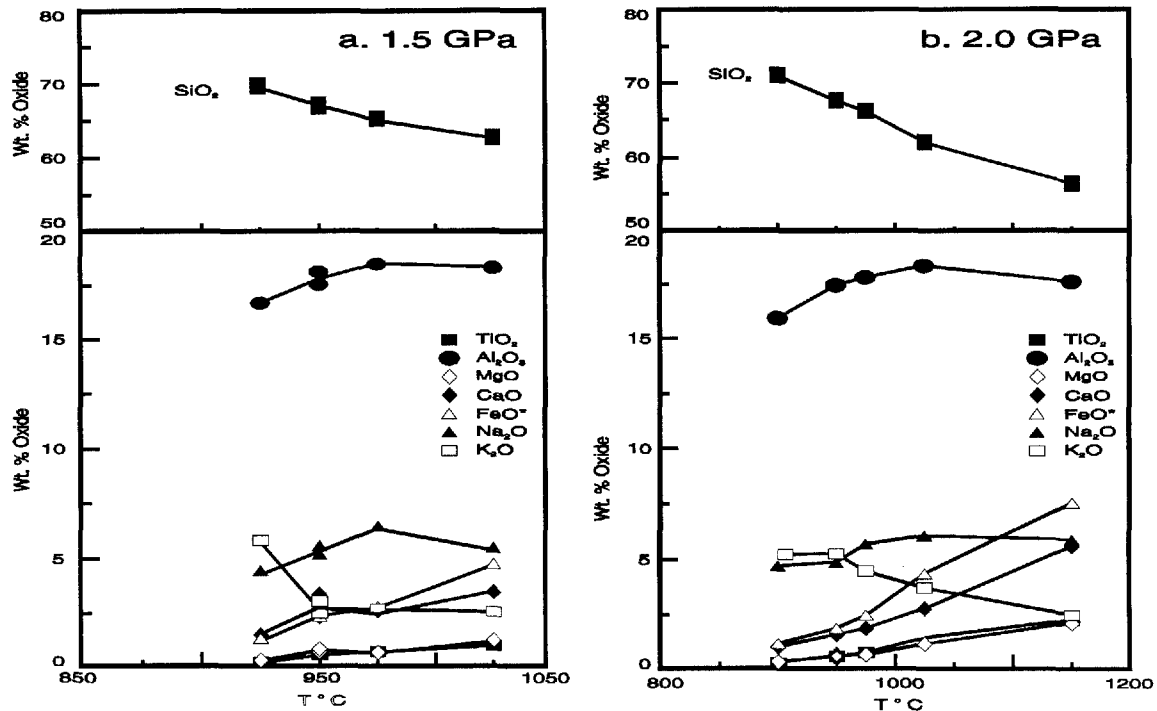 a. 1.5 GPa
80
70
60
50
Wt. % Oxide
SiO₂
20
15
10
5
0
Wt. % Oxide
TiO₂
Al₂O₃
MgO
CaO
FeO*
Na₂O
K₂O
850
950
1050
T°C
b. 2.0 GPa
80
70
60
50
Wt. % Oxide
SiO₂
20
15
10
5
0
Wt. % Oxide
TiO₂
Al₂O₃
MgO
CaO
FeO*
Na₂O
K₂O
800
1000
1200
T°C